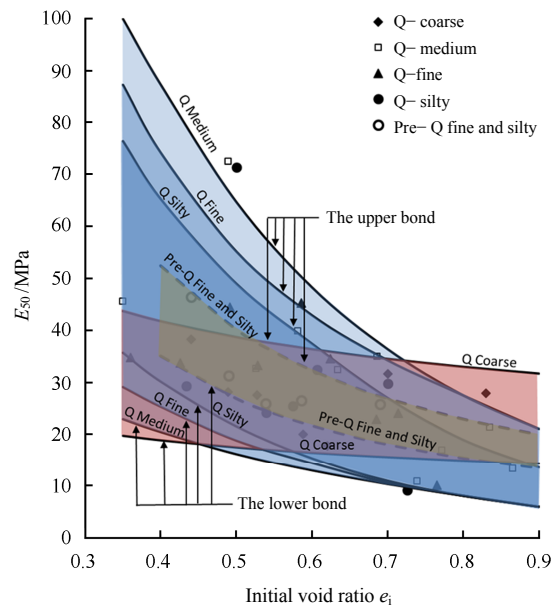 100
90
80
70
60
50
40
30
20
10
0
E50/MPa
0.3 0.4 0.5 0.6 0.7 0.8 0.9
Initial void ratio ei
Q− coarse
Q− medium
Q−fine
Q− silty
Pre− Q fine and silty
Q Medium
Q Fine
Q Silty
The upper bond
Pre-Q Fine and Silty
Q Coarse
Pre-Q Fine and Silty
Q Coarse
Q Fine
Q Silty
Q Medium
The lower bond